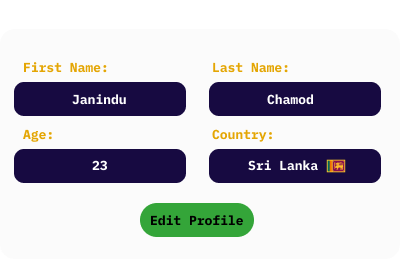 First Name: Last Name:
Janindu Chamod
Age: Country:
23 Sri Lanka 🇱🇰
Edit Profile